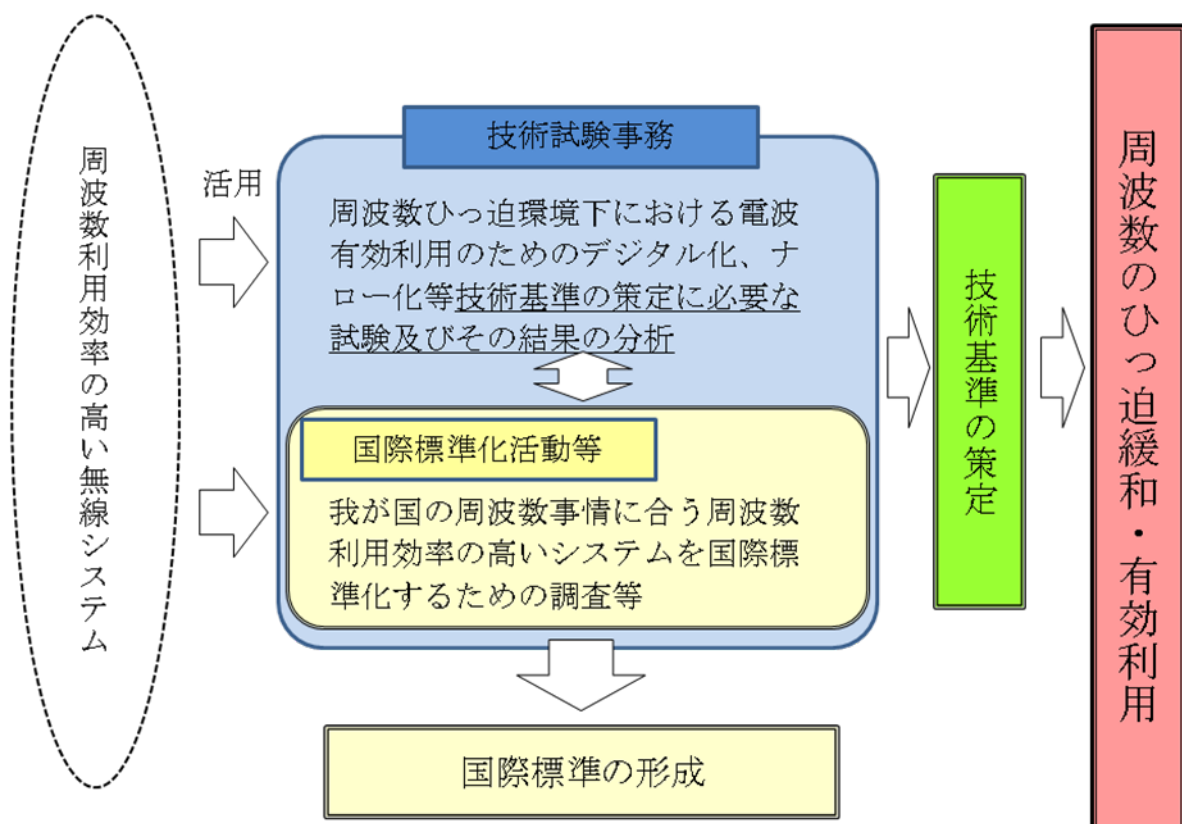 周波数利用効率の高い無線システム
活用
技術試験事務
周波数ひっ迫環境下における電波
有効利用のためのデジタル化、ナ
ロー化等技術基準の策定に必要な
試験及びその結果の分析
国際標準化活動等
我が国の周波数事情に合う周波数
利用効率の高いシステムを国際標
準化するための調査等
国際標準の形成
技術基準の策定
周波数のひっ迫緩和・有効利用